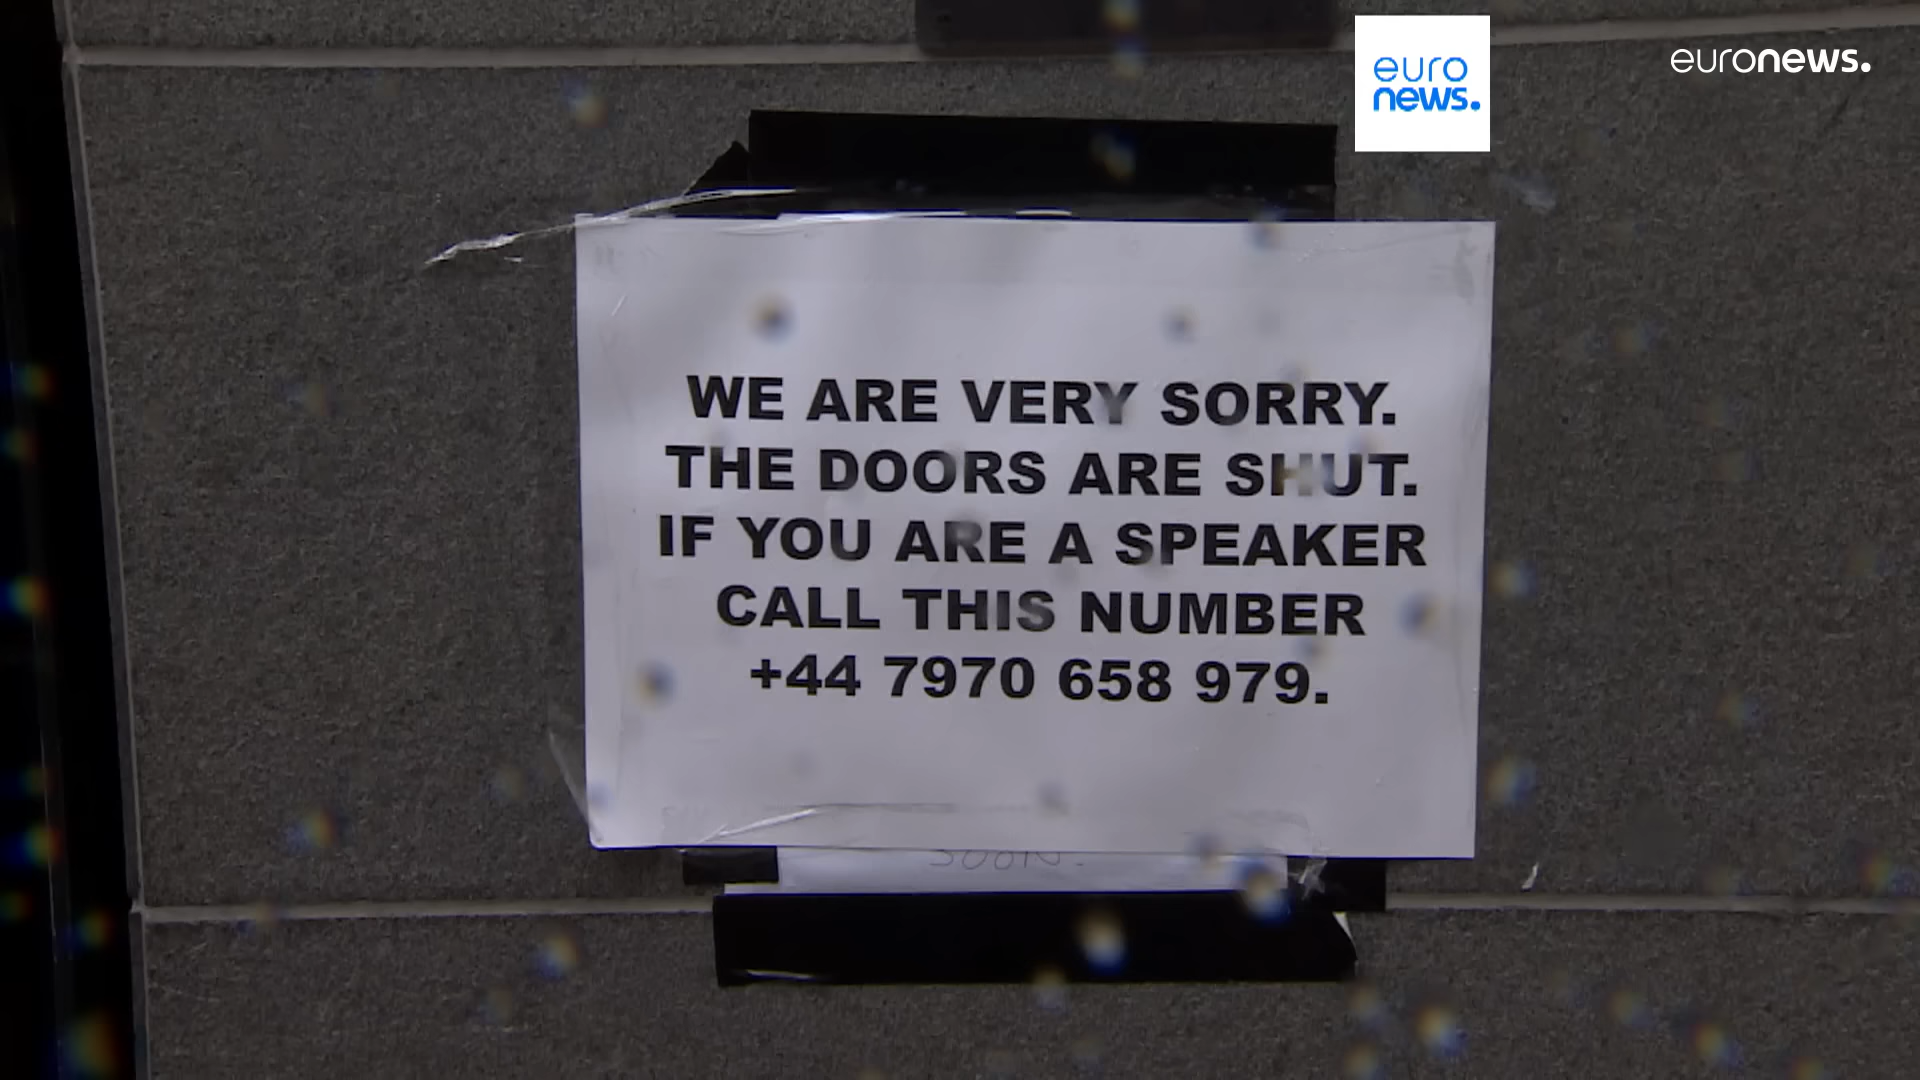 euro
news.
euronews.
WE ARE VERY SORRY.
THE DOORS ARE SHUT.
IF YOU ARE A SPEAKER
CALL THIS NUMBER
+44 7970 658 979.